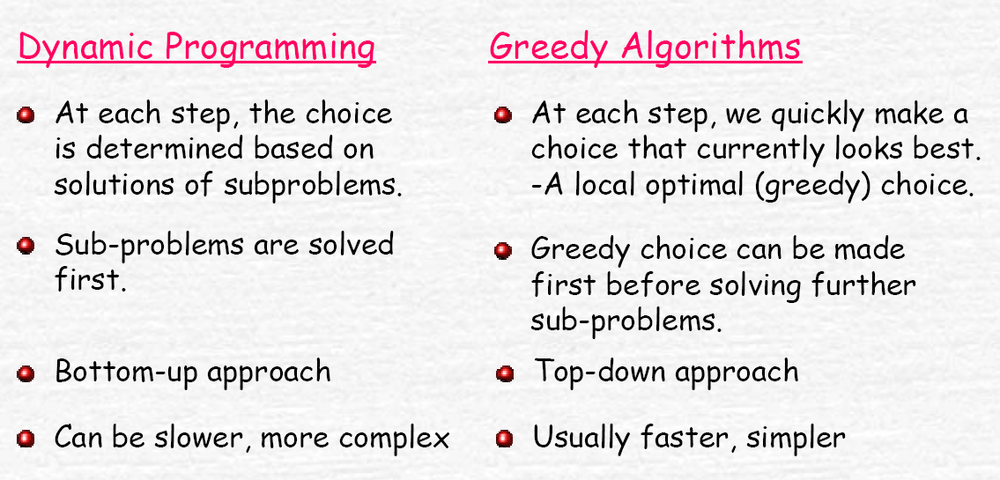 Dynamic Programming
At each step, the choice
is determined based on
solutions of subproblems.
Sub-problems are solved
first.
Bottom-up approach
Can be slower, more complex
Greedy Algorithms
At each step, we quickly make a
choice that currently looks best.
-A local optimal (greedy) choice.
Greedy choice can be made
first before solving further
sub-problems.
Top-down approach
Usually faster, simpler